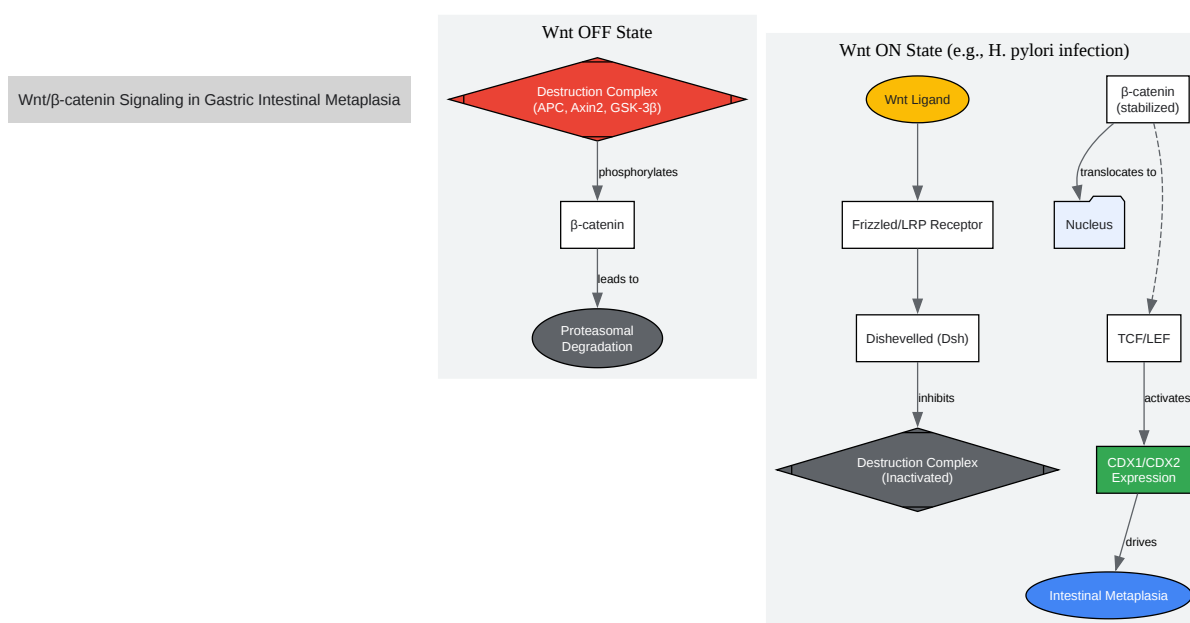 Wnt/β-catenin Signaling in Gastric Intestinal Metaplasia
Wnt OFF State
Destruction Complex
(APC, Axin2, GSK-3β)
phosphorylates
β-catenin
leads to
Proteasomal
Degradation
Wnt ON State (e.g., H. pylori infection)
Wnt Ligand
Frizzled/LRP Receptor
Dishevelled (Dsh)
inhibits
Destruction Complex
(Inactivated)
β-catenin
(stabilized)
translocates to
Nucleus
TCF/LEF
activates
CDX1/CDX2
Expression
drives
Intestinal Metaplasia